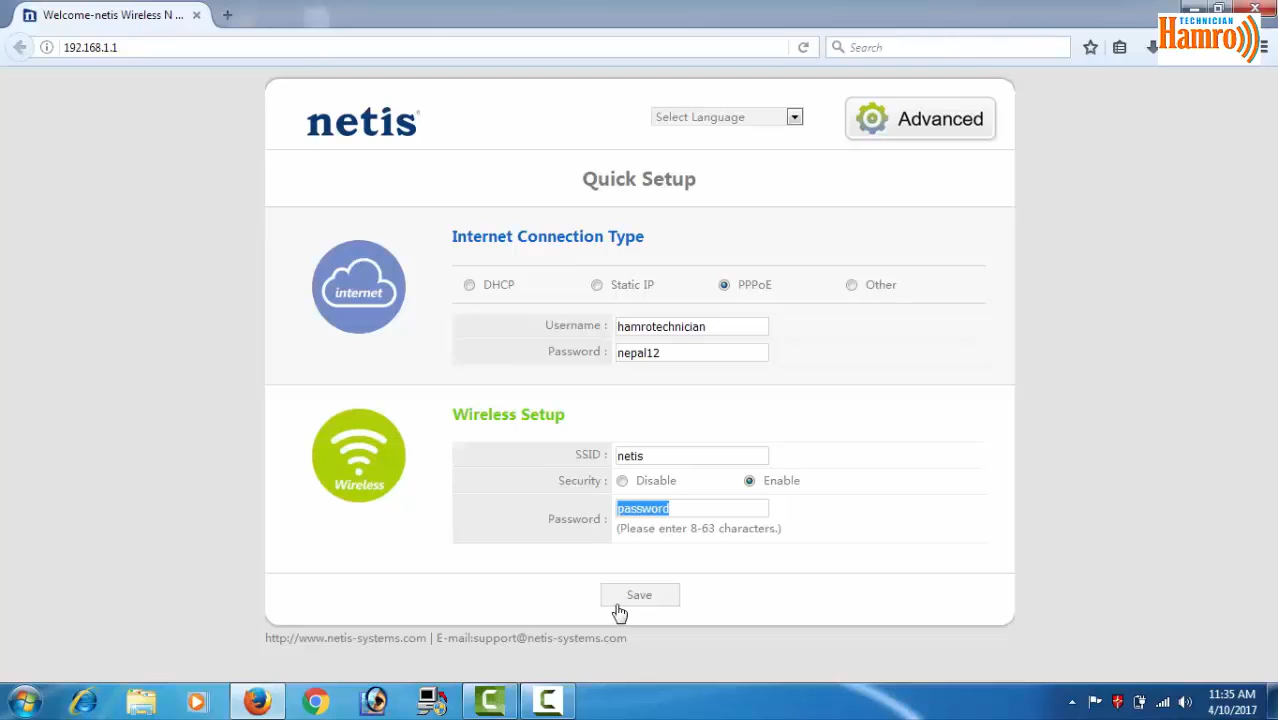 Welcome-netis Wireless N ...
TECHNICIAN
Hamro
192.168.1.1
Search
netis
Select Language
Advanced
Quick Setup
Internet Connection Type
internet
DHCP
Static IP
PPPoE
Other
Username :
hamrotechnician
Password :
nepal12
Wireless Setup
Wireless
SSID :
netis
Security :
Disable
Enable
Password :
password
(Please enter 8-63 characters.)
Save
http://www.netis-systems.com | E-mail:support@netis-systems.com
11:35 AM
4/10/2017